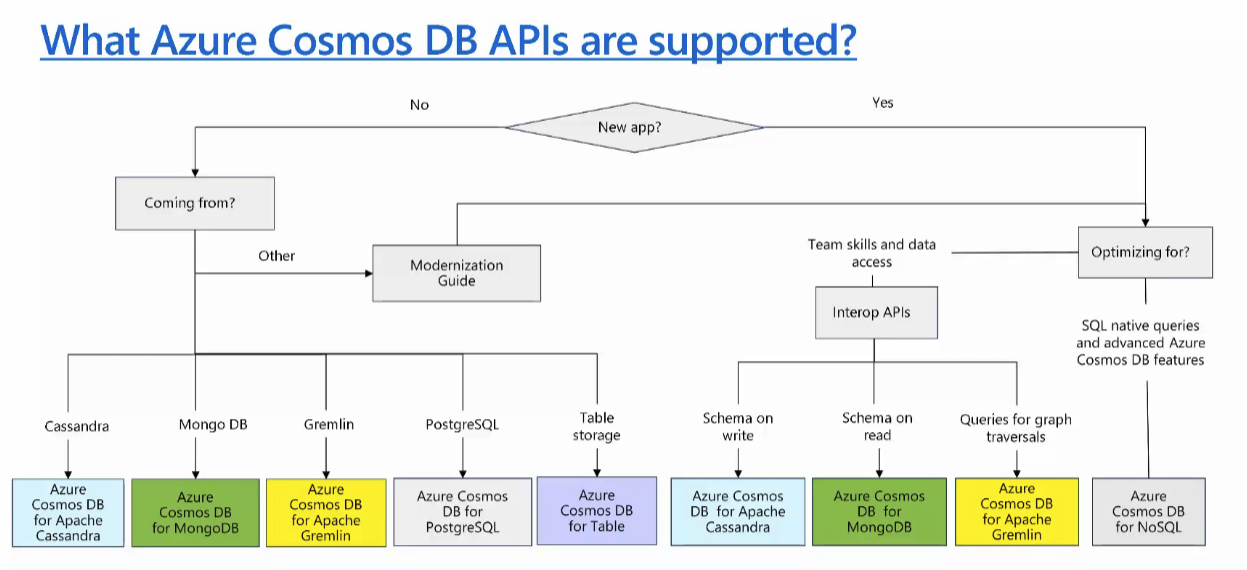 What Azure Cosmos DB APIs are supported?
No
Yes
New app?
Coming from?
Other
Modernization
Guide
Team skills and data
access
Optimizing for?
Interop APIs
SQL native queries
and advanced Azure
Cosmos DB features
Cassandra
Mongo DB
Gremlin
PostgreSQL
Table
storage
Schema on
write
Schema on
read
Queries for graph
traversals
Azure
Cosmos DB
for Apache
Cassandra
Azure
Cosmos DB
for MongoDB
Azure
Cosmos DB
for Apache
Gremlin
Azure Cosmos
DB for
PostgreSQL
Azure
Cosmos DB
for Table
Azure Cosmos
DB for Apache
Cassandra
Azure Cosmos
DB for
MongoDB
Azure
Cosmos DB
for Apache
Gremlin
Azure
Cosmos DB
for NoSQL